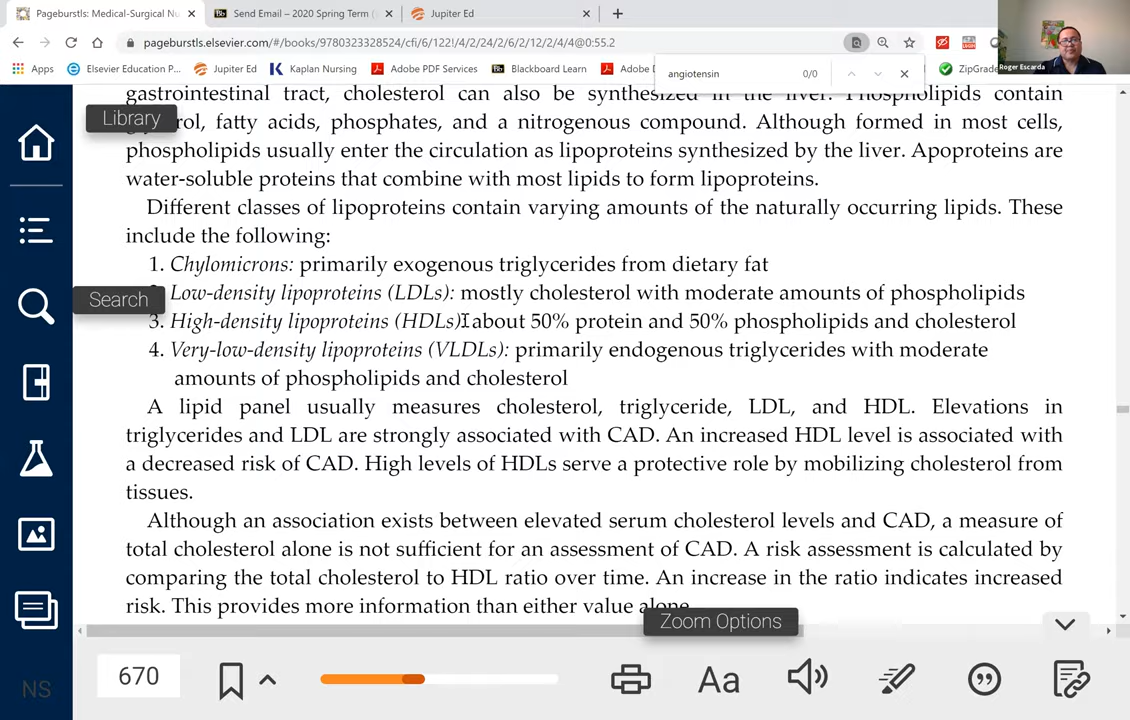 Pageburstls: Medical-Surgical Nu
Send Email – 2020 Spring Term (
Jupiter Ed
pageburstls.elsevier.com/#/books/9780323328524/cfi/6/122!/4/2/24/2/6/2/12/2/4/4@0:55.2
Apps
Elsevier Education P...
Jupiter Ed
Kaplan Nursing
Adobe PDF Services
Blackboard Learn
Adobe D
angiotensin 0/0
ZipGrade
Roger Escarda
gastrointestinal tract, cholesterol can also be synthesized in the liver. Phospholipids contain
Library
fatty acids, phosphates, and a nitrogenous compound. Although formed in most cells,
phospholipids usually enter the circulation as lipoproteins synthesized by the liver. Apoproteins are
water-soluble proteins that combine with most lipids to form lipoproteins.
Different classes of lipoproteins contain varying amounts of the naturally occurring lipids. These
include the following:
1. Chylomicrons: primarily exogenous triglycerides from dietary fat
Search
Low-density lipoproteins (LDLs): mostly cholesterol with moderate amounts of phospholipids
3. High-density lipoproteins (HDLs): about 50% protein and 50% phospholipids and cholesterol
4. Very-low-density lipoproteins (VLDLs): primarily endogenous triglycerides with moderate
amounts of phospholipids and cholesterol
A lipid panel usually measures cholesterol, triglyceride, LDL, and HDL. Elevations in
triglycerides and LDL are strongly associated with CAD. An increased HDL level is associated with
a decreased risk of CAD. High levels of HDLs serve a protective role by mobilizing cholesterol from
tissues.
Although an association exists between elevated serum cholesterol levels and CAD, a measure of
total cholesterol alone is not sufficient for an assessment of CAD. A risk assessment is calculated by
comparing the total cholesterol to HDL ratio over time. An increase in the ratio indicates increased
risk. This provides more information than either value alone.
Zoom Options
NS
670
Aa